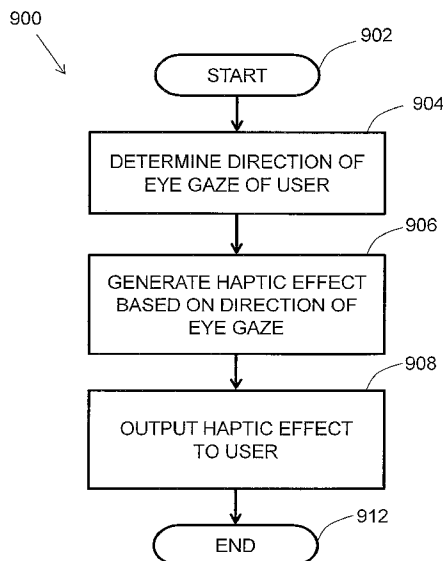 900
902
START
904
DETERMINE DIRECTION OF
EYE GAZE OF USER
906
GENERATE HAPTIC EFFECT
BASED ON DIRECTION OF
EYE GAZE
908
OUTPUT HAPTIC EFFECT
TO USER
912
END